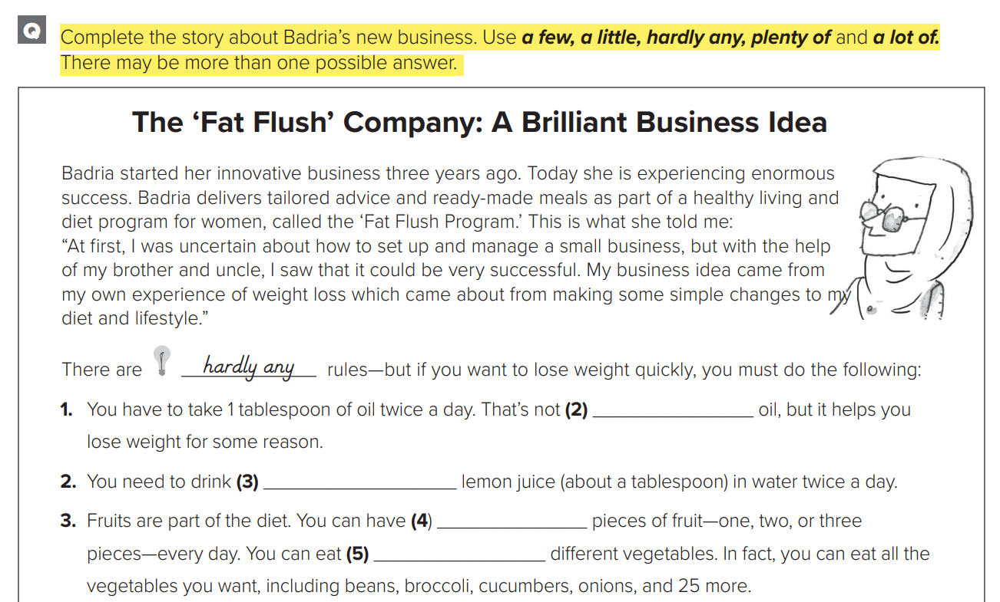 Q
Complete the story about Badria’s new business. Use a few, a little, hardly any, plenty of and a lot of.
There may be more than one possible answer.
The ‘Fat Flush’ Company: A Brilliant Business Idea
Badria started her innovative business three years ago. Today she is experiencing enormous
success. Badria delivers tailored advice and ready-made meals as part of a healthy living and
diet program for women, called the ‘Fat Flush Program.’ This is what she told me:
“At first, I was uncertain about how to set up and manage a small business, but with the help
of my brother and uncle, I saw that it could be very successful. My business idea came from
my own experience of weight loss which came about from making some simple changes to my
diet and lifestyle.”
There are hardly any rules—but if you want to lose weight quickly, you must do the following:
1. You have to take 1 tablespoon of oil twice a day. That’s not (2) ________________ oil, but it helps you
lose weight for some reason.
2. You need to drink (3) ____________________ lemon juice (about a tablespoon) in water twice a day.
3. Fruits are part of the diet. You can have (4) ________________ pieces of fruit—one, two, or three
pieces—every day. You can eat (5) __________________ different vegetables. In fact, you can eat all the
vegetables you want, including beans, broccoli, cucumbers, onions, and 25 more.